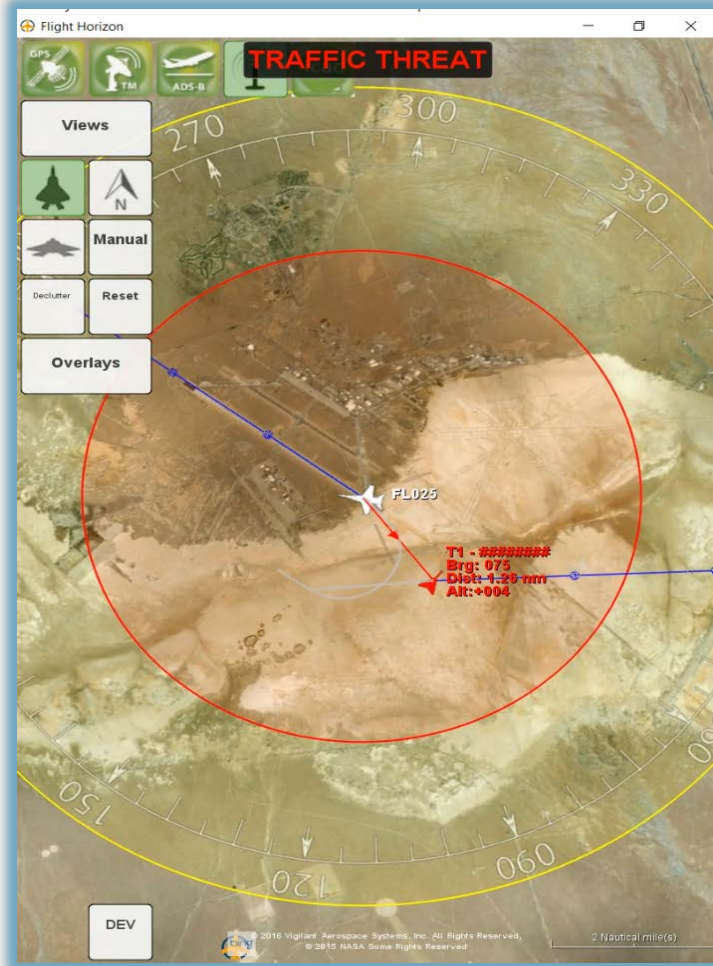 Flight Horizon
TRAFFIC THREAT
GPS
TM
ADS-B
Views
N
Manual
Declutter
Reset
Overlays
270
300
330
FL025
T1 - ########
Brg: 075
Dist: 1.26 nm
Alt:+004
150
120
090
DEV
bing
© 2016 Vigilant Aerospace Systems, Inc. All Rights Reserved,
© 2015 NASA Some Rights Reserved
2 Nautical mile(s)